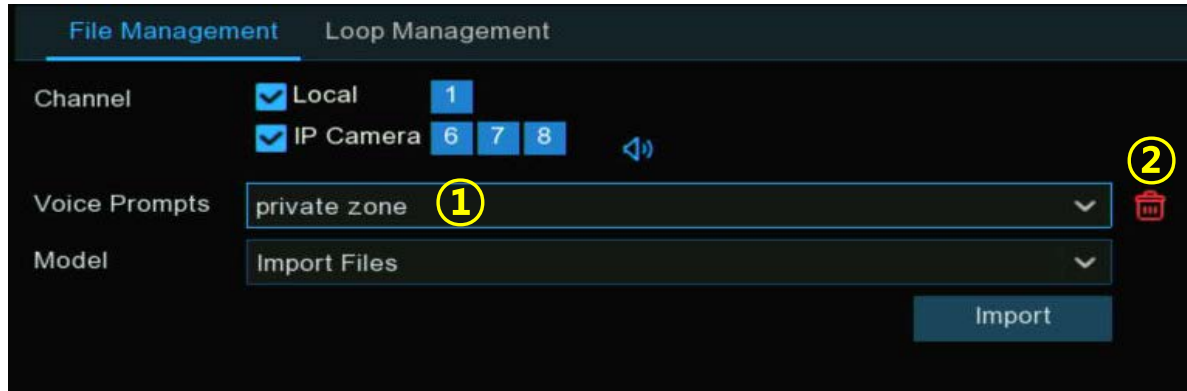 File Management Loop Management
Channel Local 1
IP Camera 6 7 8
②
Voice Prompts private zone ①
Model Import Files
Import